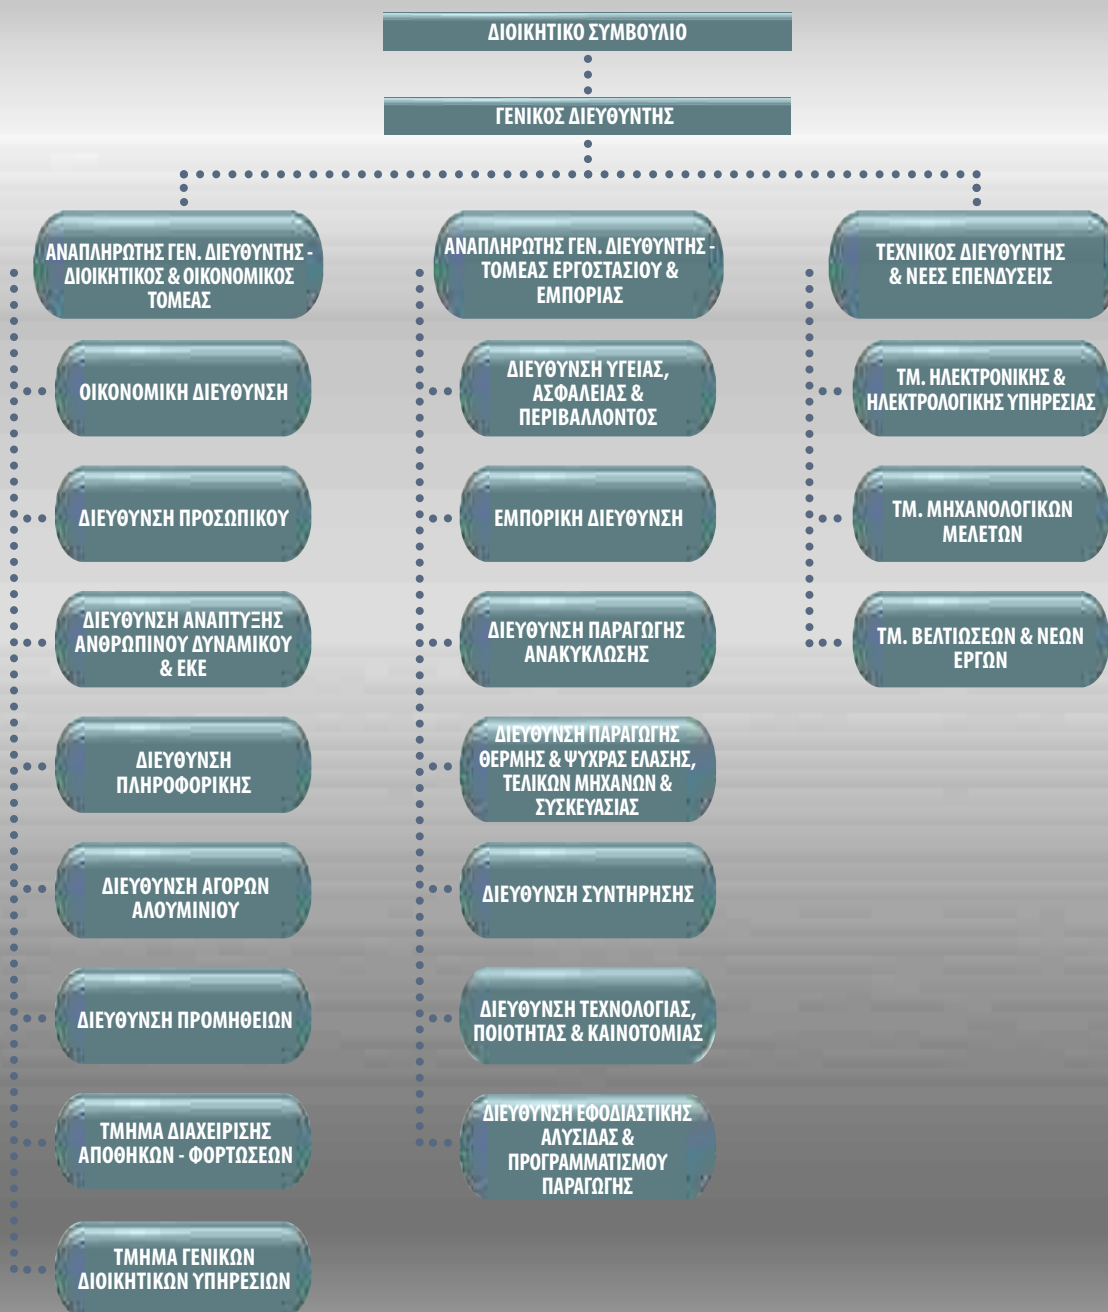 ΔΙΟΙΚΗΤΙΚΟ ΣΥΜΒΟΥΛΙΟ
ΓΕΝΙΚΟΣ ΔΙΕΥΘΥΝΤΗΣ
ΑΝΑΠΛΗΡΩΤΗΣ ΓΕΝ. ΔΙΕΥΘΥΝΤΗΣ -
ΔΙΟΙΚΗΤΙΚΟΣ & ΟΙΚΟΝΟΜΙΚΟΣ
ΤΟΜΕΑΣ
ΟΙΚΟΝΟΜΙΚΗ ΔΙΕΥΘΥΝΣΗ
ΔΙΕΥΘΥΝΣΗ ΠΡΟΣΩΠΙΚΟΥ
ΔΙΕΥΘΥΝΣΗ ΑΝΑΠΤΥΞΗΣ
ΑΝΘΡΩΠΙΝΟΥ ΔΥΝΑΜΙΚΟΥ
& ΕΚΕ
ΔΙΕΥΘΥΝΣΗ
ΠΛΗΡΟΦΟΡΙΚΗΣ
ΔΙΕΥΘΥΝΣΗ ΑΓΟΡΩΝ
ΑΛΟΥΜΙΝΙΟΥ
ΔΙΕΥΘΥΝΣΗ ΠΡΟΜΗΘΕΙΩΝ
ΤΜΗΜΑ ΔΙΑΧΕΙΡΙΣΗΣ
ΑΠΟΘΗΚΩΝ - ΦΟΡΤΩΣΕΩΝ
ΤΜΗΜΑ ΓΕΝΙΚΩΝ
ΔΙΟΙΚΗΤΙΚΩΝ ΥΠΗΡΕΣΙΩΝ
ΑΝΑΠΛΗΡΩΤΗΣ ΓΕΝ. ΔΙΕΥΘΥΝΤΗΣ -
ΤΟΜΕΑΣ ΕΡΓΟΣΤΑΣΙΟΥ &
ΕΜΠΟΡΙΑΣ
ΔΙΕΥΘΥΝΣΗ ΥΓΕΙΑΣ,
ΑΣΦΑΛΕΙΑΣ &
ΠΕΡΙΒΑΛΛΟΝΤΟΣ
ΕΜΠΟΡΙΚΗ ΔΙΕΥΘΥΝΣΗ
ΔΙΕΥΘΥΝΣΗ ΠΑΡΑΓΩΓΗΣ
ΑΝΑΚΥΚΛΩΣΗΣ
ΔΙΕΥΘΥΝΣΗ ΠΑΡΑΓΩΓΗΣ
ΘΕΡΜΗΣ & ΨΥΧΡΑΣ ΕΛΑΣΗΣ,
ΤΕΛΙΚΩΝ ΜΗΧΑΝΩΝ &
ΣΥΣΚΕΥΑΣΙΑΣ
ΔΙΕΥΘΥΝΣΗ ΣΥΝΤΗΡΗΣΗΣ
ΔΙΕΥΘΥΝΣΗ ΤΕΧΝΟΛΟΓΙΑΣ,
ΠΟΙΟΤΗΤΑΣ & ΚΑΙΝΟΤΟΜΙΑΣ
ΔΙΕΥΘΥΝΣΗ ΕΦΟΔΙΑΣΤΙΚΗΣ
ΑΛΥΣΙΔΑΣ &
ΠΡΟΓΡΑΜΜΑΤΙΣΜΟΥ
ΠΑΡΑΓΩΓΗΣ
ΤΕΧΝΙΚΟΣ ΔΙΕΥΘΥΝΤΗΣ
& ΝΕΕΣ ΕΠΕΝΔΥΣΕΙΣ
ΤΜ. ΗΛΕΚΤΡΟΝΙΚΗΣ &
ΗΛΕΚΤΡΟΛΟΓΙΚΗΣ ΥΠΗΡΕΣΙΑΣ
ΤΜ. ΜΗΧΑΝΟΛΟΓΙΚΩΝ
ΜΕΛΕΤΩΝ
ΤΜ. ΒΕΛΤΙΩΣΕΩΝ & ΝΕΩΝ
ΕΡΓΩΝ